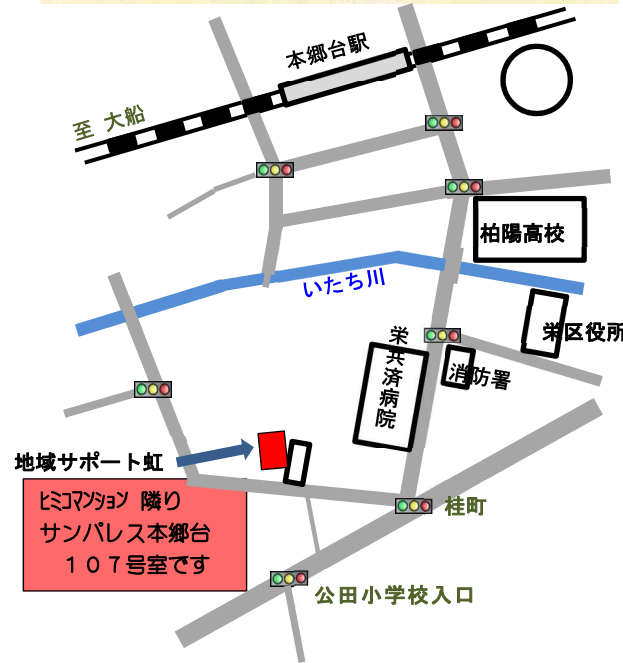 本郷台駅
至 大船
柏陽高校
いたち川
栄区役所
栄共済病院
消防署
地域サポート虹
ﾋﾐｺﾏﾝｼｮﾝ 隣り
サンパレス本郷台
１０７号室です
桂町
公田小学校入口